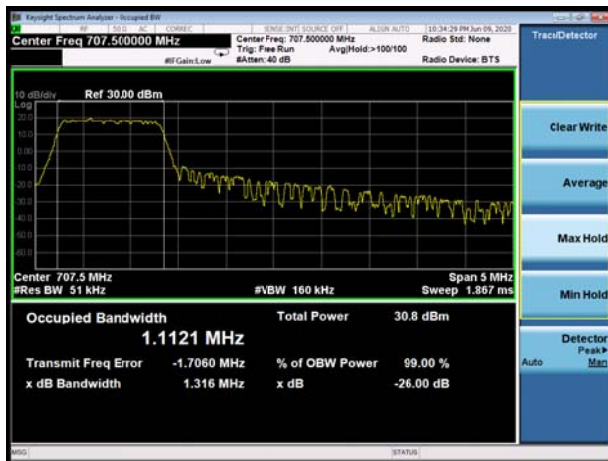 Keysight Spectrum Analyzer - Occupied BW
RF 50 Ω AC CORREC SENSE:INT SOURCE OFF ALIGN AUTO 10:34:29 PM Jun 09, 2020
Center Freq 707.500000 MHz Center Freq: 707.500000 MHz Radio Std: None
Trig: Free Run Avg|Hold:>100/100
#IFGain:Low #Atten: 40 dB Radio Device: BTS
Trace/Detector
10 dB/div Ref 30.00 dBm
Log
20.0
10.0
0.00
-10.0
-20.0
-30.0
-40.0
-50.0
-60.0
Center 707.5 MHz Span 5 MHz
#Res BW 51 kHz #VBW 160 kHz Sweep 1.867 ms
Occupied Bandwidth Total Power 30.8 dBm
1.1121 MHz
Transmit Freq Error -1.7060 MHz % of OBW Power 99.00 %
x dB Bandwidth 1.316 MHz x dB -26.00 dB
Clear Write
Average
Max Hold
Min Hold
Detector
Peak▶
Auto Man
MSG STATUS